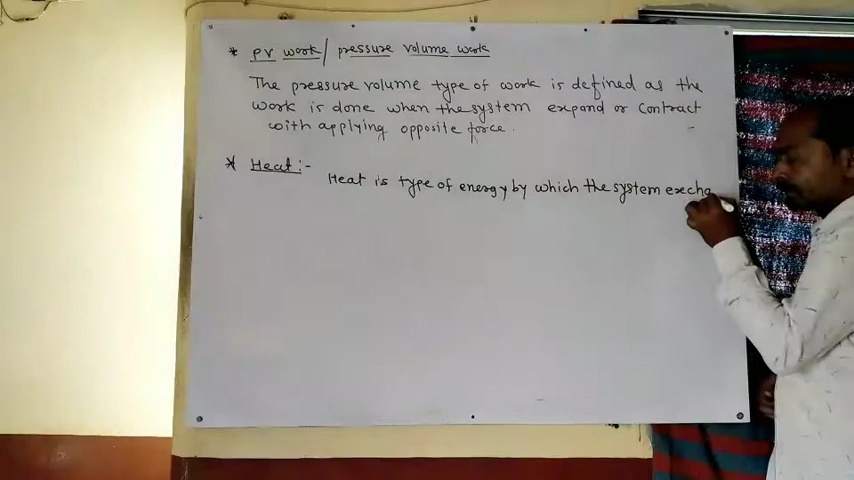 * PV work / pressure volume work
The pressure volume type of work is defined as the
work is done when the system expand or contract
with applying opposite force.
* Heat :-
Heat is type of energy by which the system execha